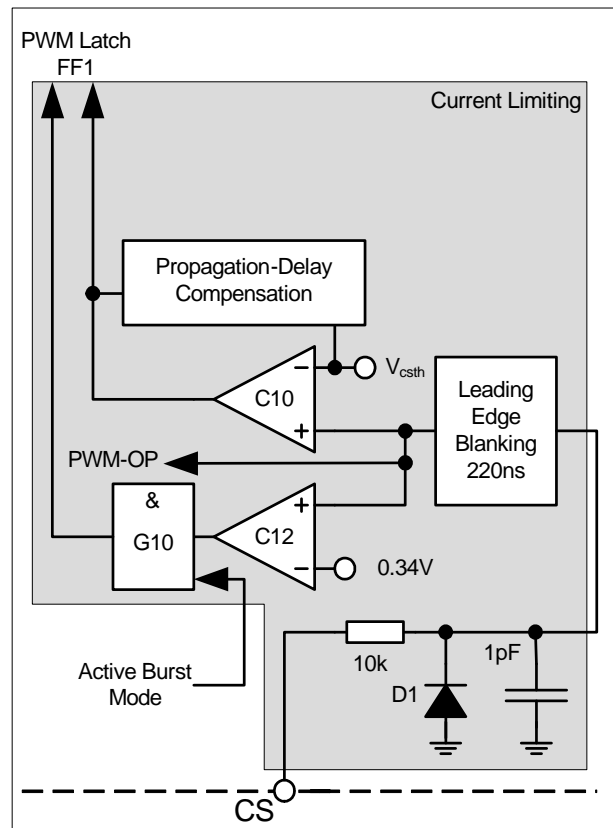 PWM Latch
FF1
Current Limiting
Propagation-Delay
Compensation
−
Vcsth
C10
+
Leading
Edge
Blanking
220ns
PWM-OP
&
G10
+
C12
−
0.34V
10k
1pF
Active Burst
Mode
D1
CS